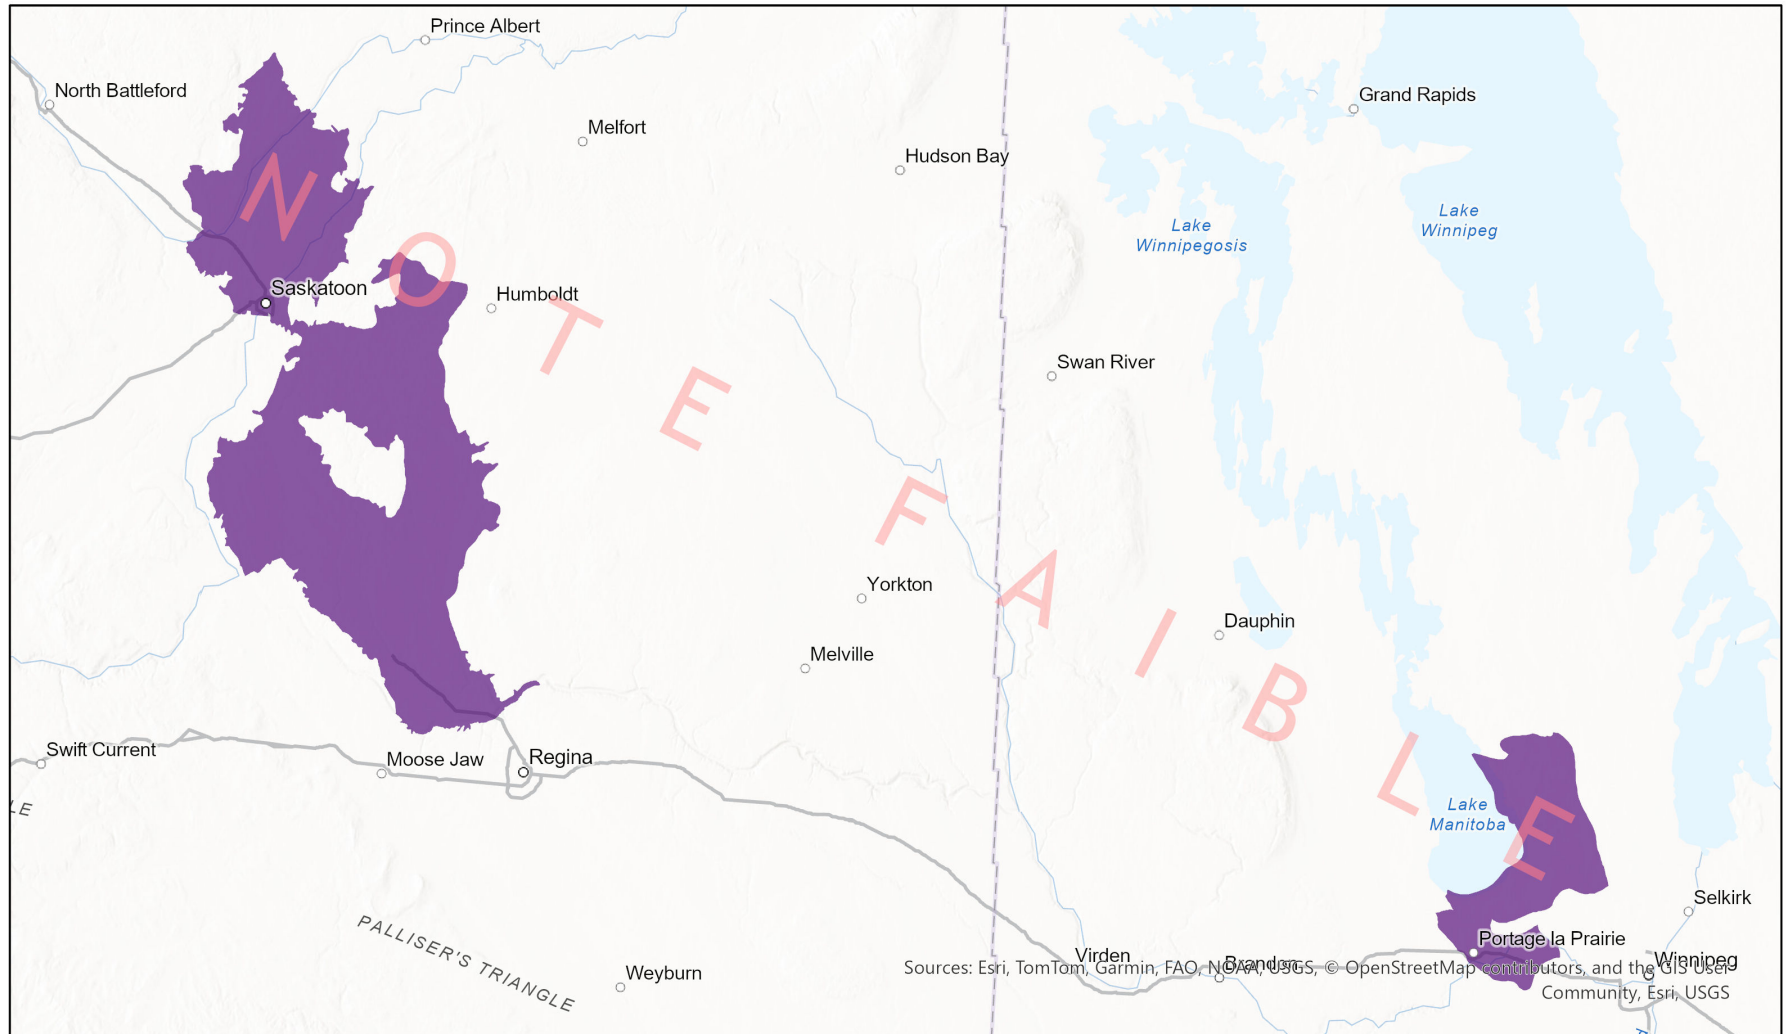 Prince Albert
North Battleford
Grand Rapids
Melfort
Hudson Bay
Lake
Winnipegosis
Lake
Winnipeg
Saskatoon
Humboldt
Swan River
NOTE FAIBLE
Yorkton
Dauphin
Melville
Swift Current
Moose Jaw
Regina
LE
Lake
Manitoba
Selkirk
PALLISER'S TRIANGLE
Portage la Prairie
Virden
Brandon
Winnipeg
Weyburn
Sources: Esri, TomTom, Garmin, FAO, NOAA, USGS, © OpenStreetMap contributors, and the GIS User
Community, Esri, USGS